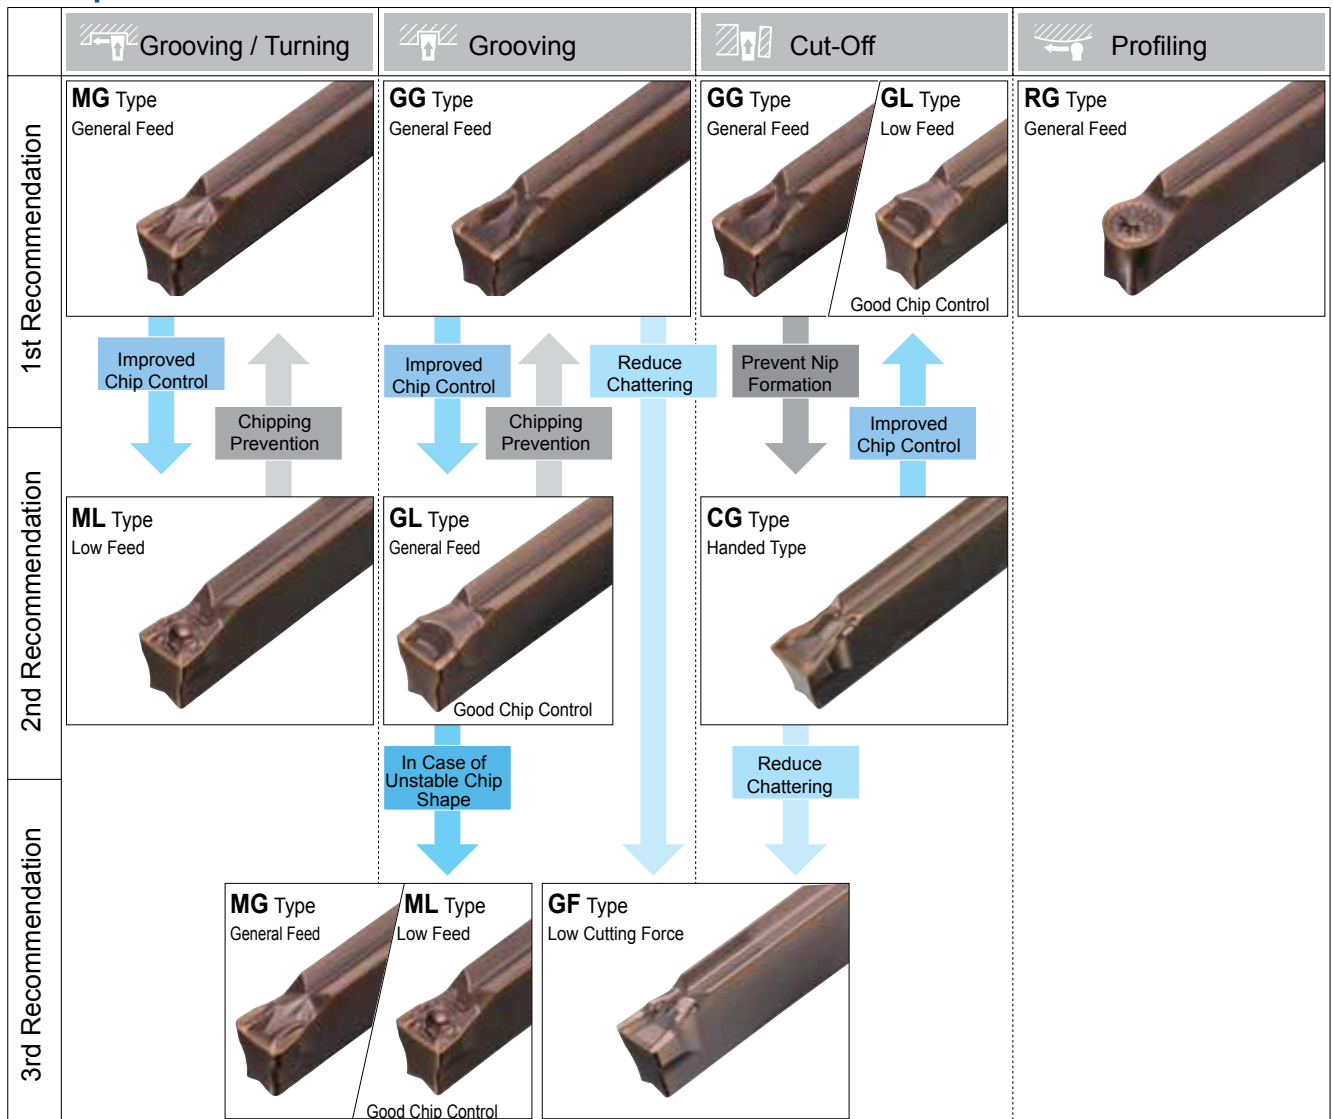 Grooving / Turning
Grooving
Cut-Off
Profiling
1st Recommendation
MG Type
General Feed
GG Type
General Feed
GG Type
General Feed
GL Type
Low Feed
Good Chip Control
RG Type
General Feed
Improved
Chip Control
Chipping
Prevention
Improved
Chip Control
Chipping
Prevention
Reduce
Chattering
Prevent Nip
Formation
Improved
Chip Control
2nd Recommendation
ML Type
Low Feed
GL Type
General Feed
Good Chip Control
CG Type
Handed Type
In Case of
Unstable Chip
Shape
Reduce
Chattering
3rd Recommendation
MG Type
General Feed
ML Type
Low Feed
Good Chip Control
GF Type
Low Cutting Force